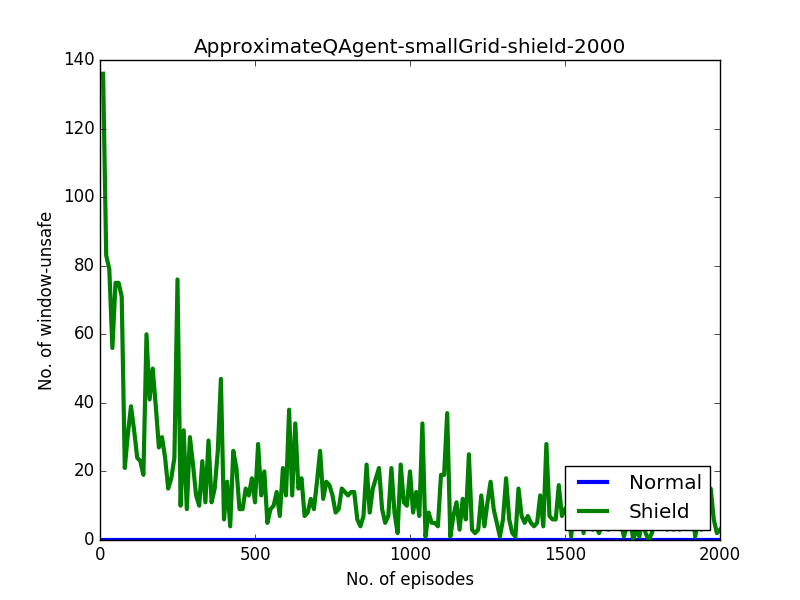 ApproximateQAgent-smallGrid-shield-2000
140
120
100
80
60
40
20
0
No. of window-unsafe
Normal
Shield
0 500 1000 1500 2000
No. of episodes